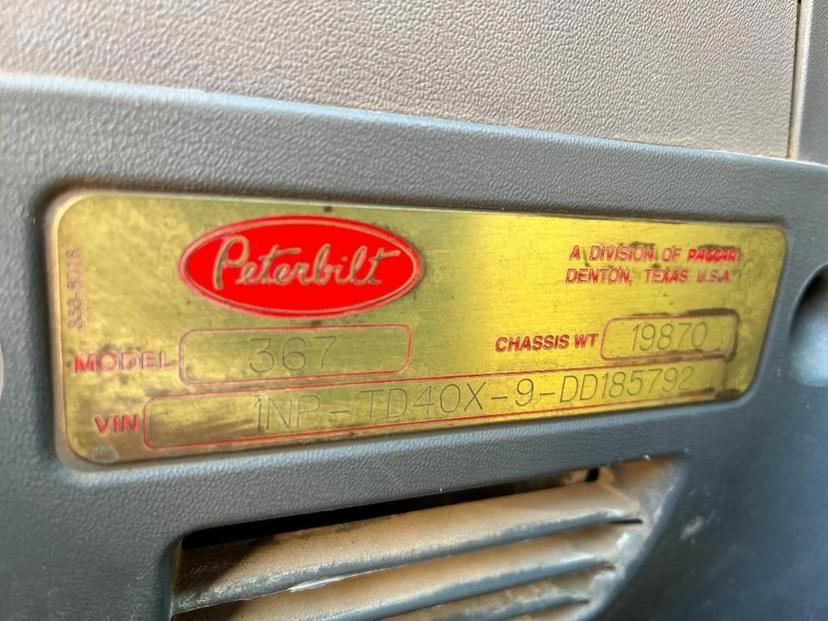 Peterbilt
A DIVISION OF PACCAR
DENTON, TEXAS U.S.A.
MODEL 367
CHASSIS WT 19870
VIN 1NP-TD40X-9-DD185792